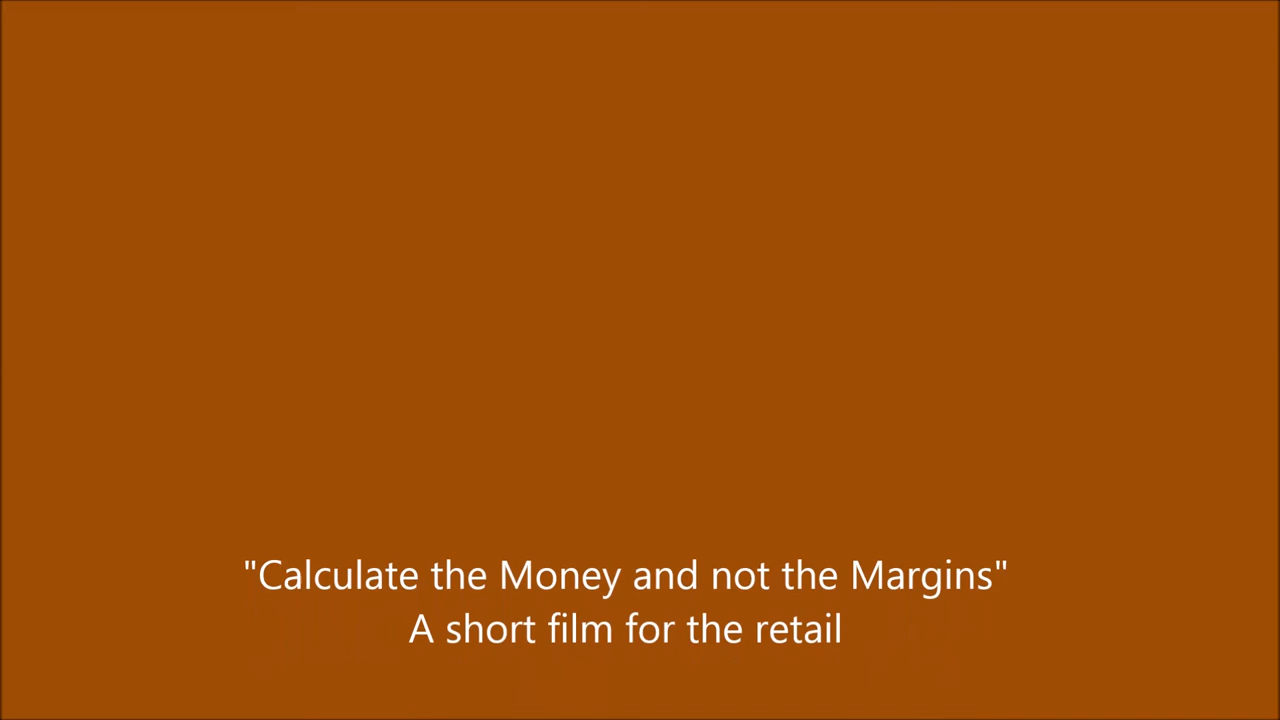 "Calculate the Money and not the Margins"
A short film for the retail